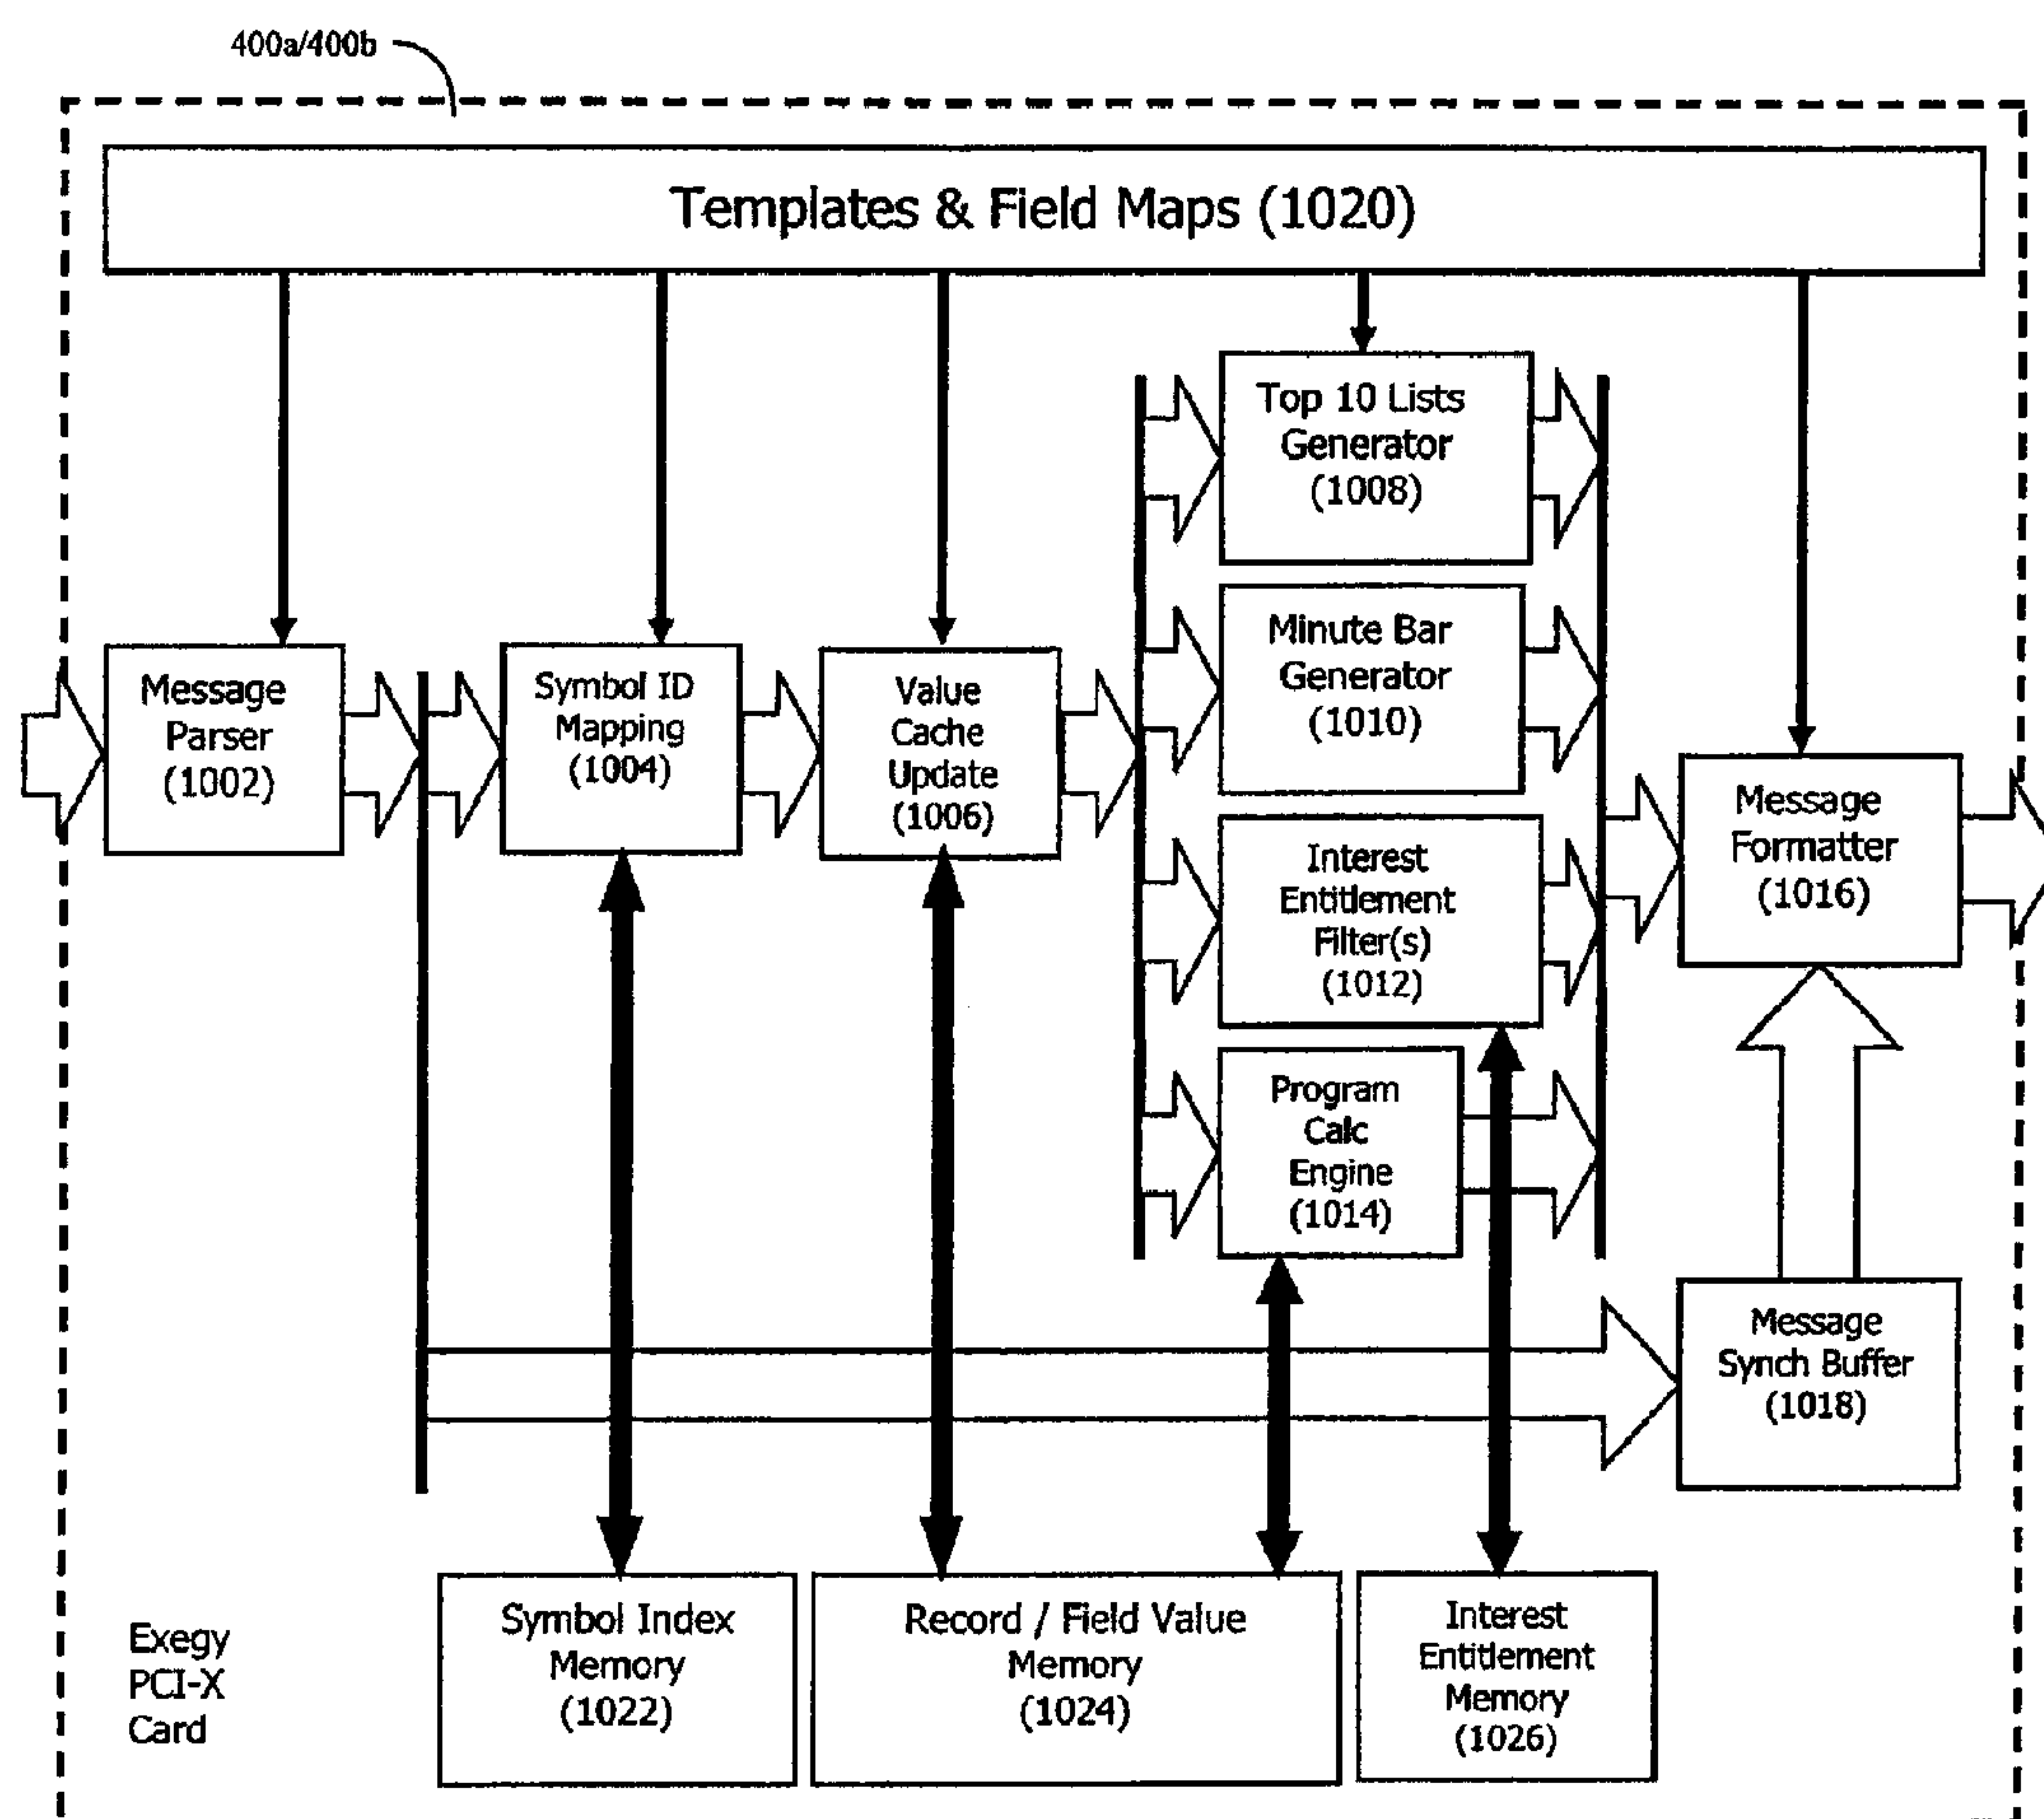 400a/400b
Templates & Field Maps (1020)
Top 10 Lists
Generator
(1008)
Message
Parser
(1002)
Symbol ID
Mapping
(1004)
Value
Cache
Update
(1006)
Minute Bar
Generator
(1010)
Interest
Entitlement
Filter(s)
(1012)
Program
Calc
Engine
(1014)
Message
Formatter
(1016)
Message
Synch Buffer
(1018)
Exegy
PCI-X
Card
Symbol Index
Memory
(1022)
Record / Field Value
Memory
(1024)
Interest
Entitlement
Memory
(1026)